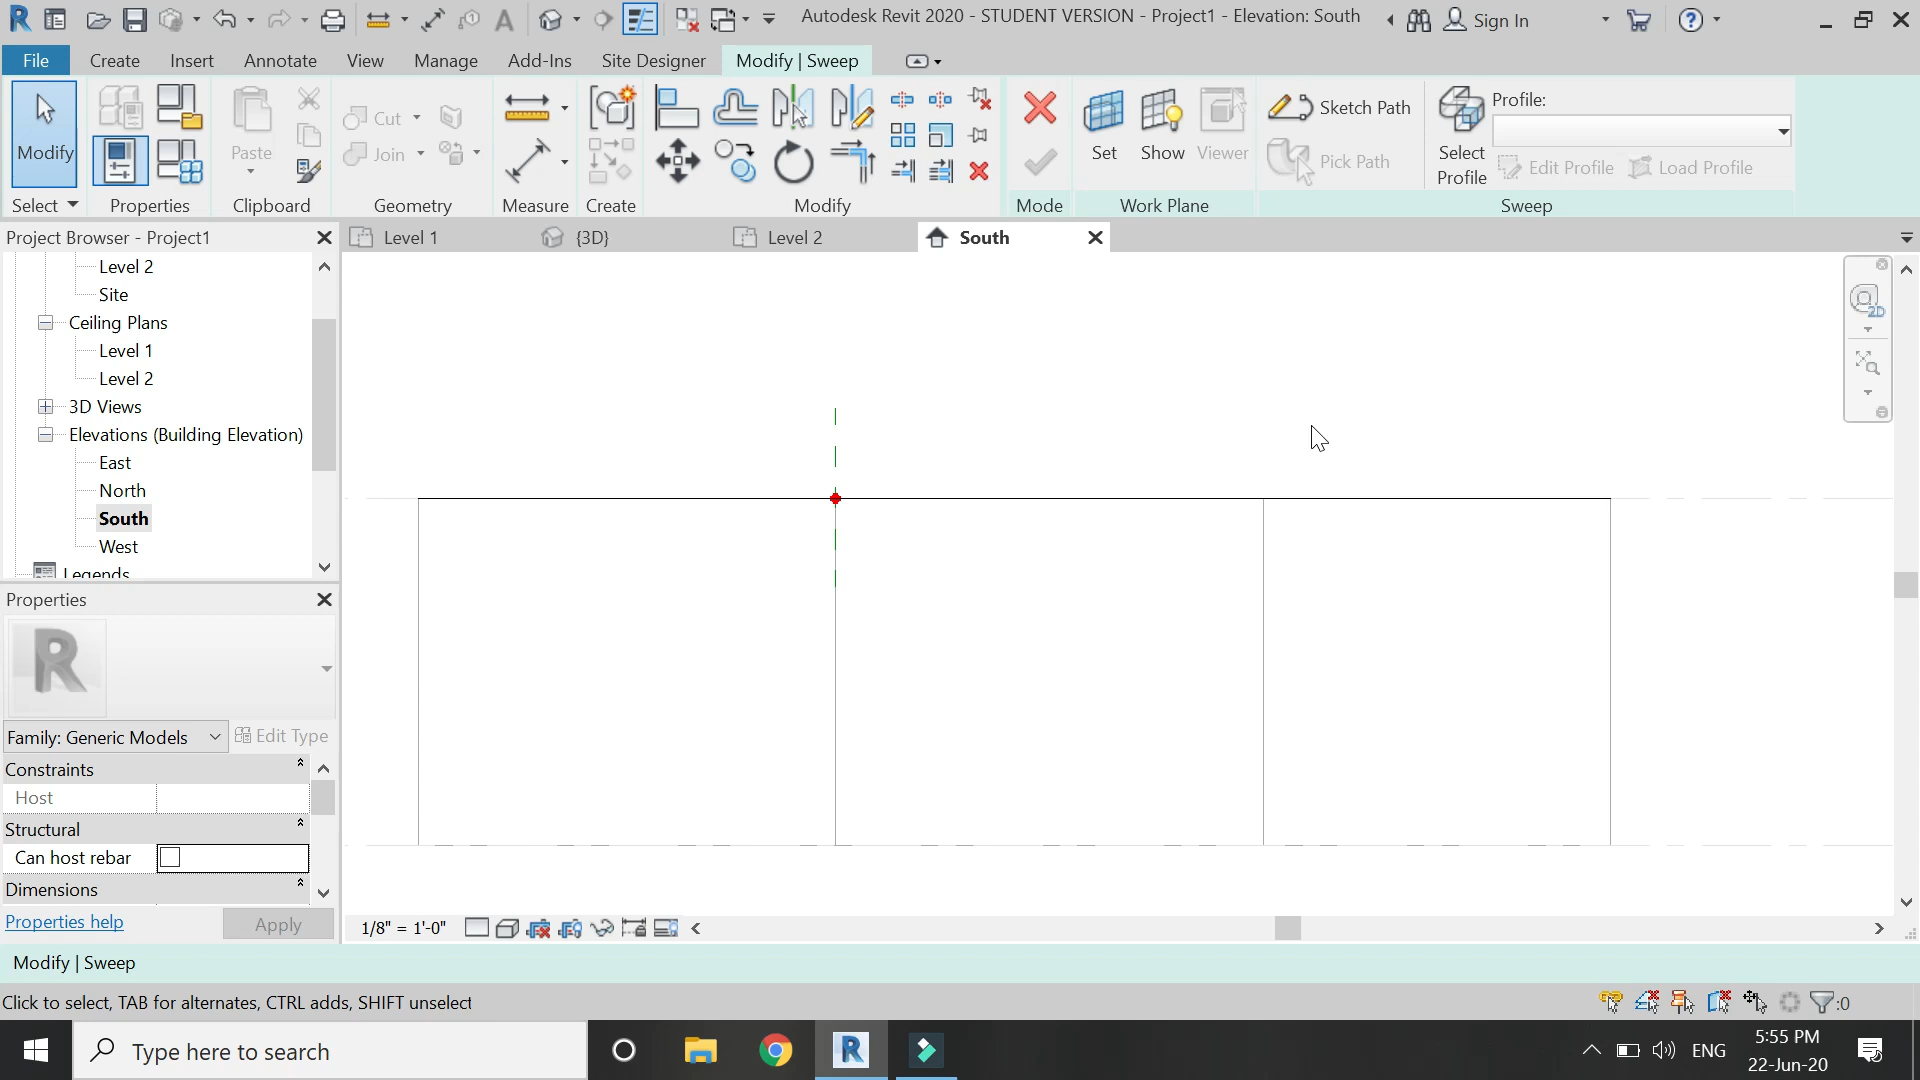 Autodesk Revit 2020 - STUDENT VERSION - Project1 - Elevation: South
Sign In
File
Create
Insert
Annotate
View
Manage
Add-Ins
Site Designer
Modify | Sweep
Modify
Paste
Cut
Join
Set
Show
Viewer
Sketch Path
Pick Path
Select Profile
Profile:
Edit Profile
Load Profile
Select
Properties
Clipboard
Geometry
Measure
Create
Modify
Mode
Work Plane
Sweep
Project Browser - Project1
Level 1
{3D}
Level 2
South
Level 2
Site
Ceiling Plans
Level 1
Level 2
3D Views
Elevations (Building Elevation)
East
North
South
West
Legends
Properties
Family: Generic Models
Edit Type
Constraints
Host
Structural
Can host rebar
Dimensions
Properties help
Apply
1/8" = 1'-0"
2D
Modify | Sweep
Click to select, TAB for alternates, CTRL adds, SHIFT unselect
:0
Type here to search
ENG
5:55 PM
22-Jun-20